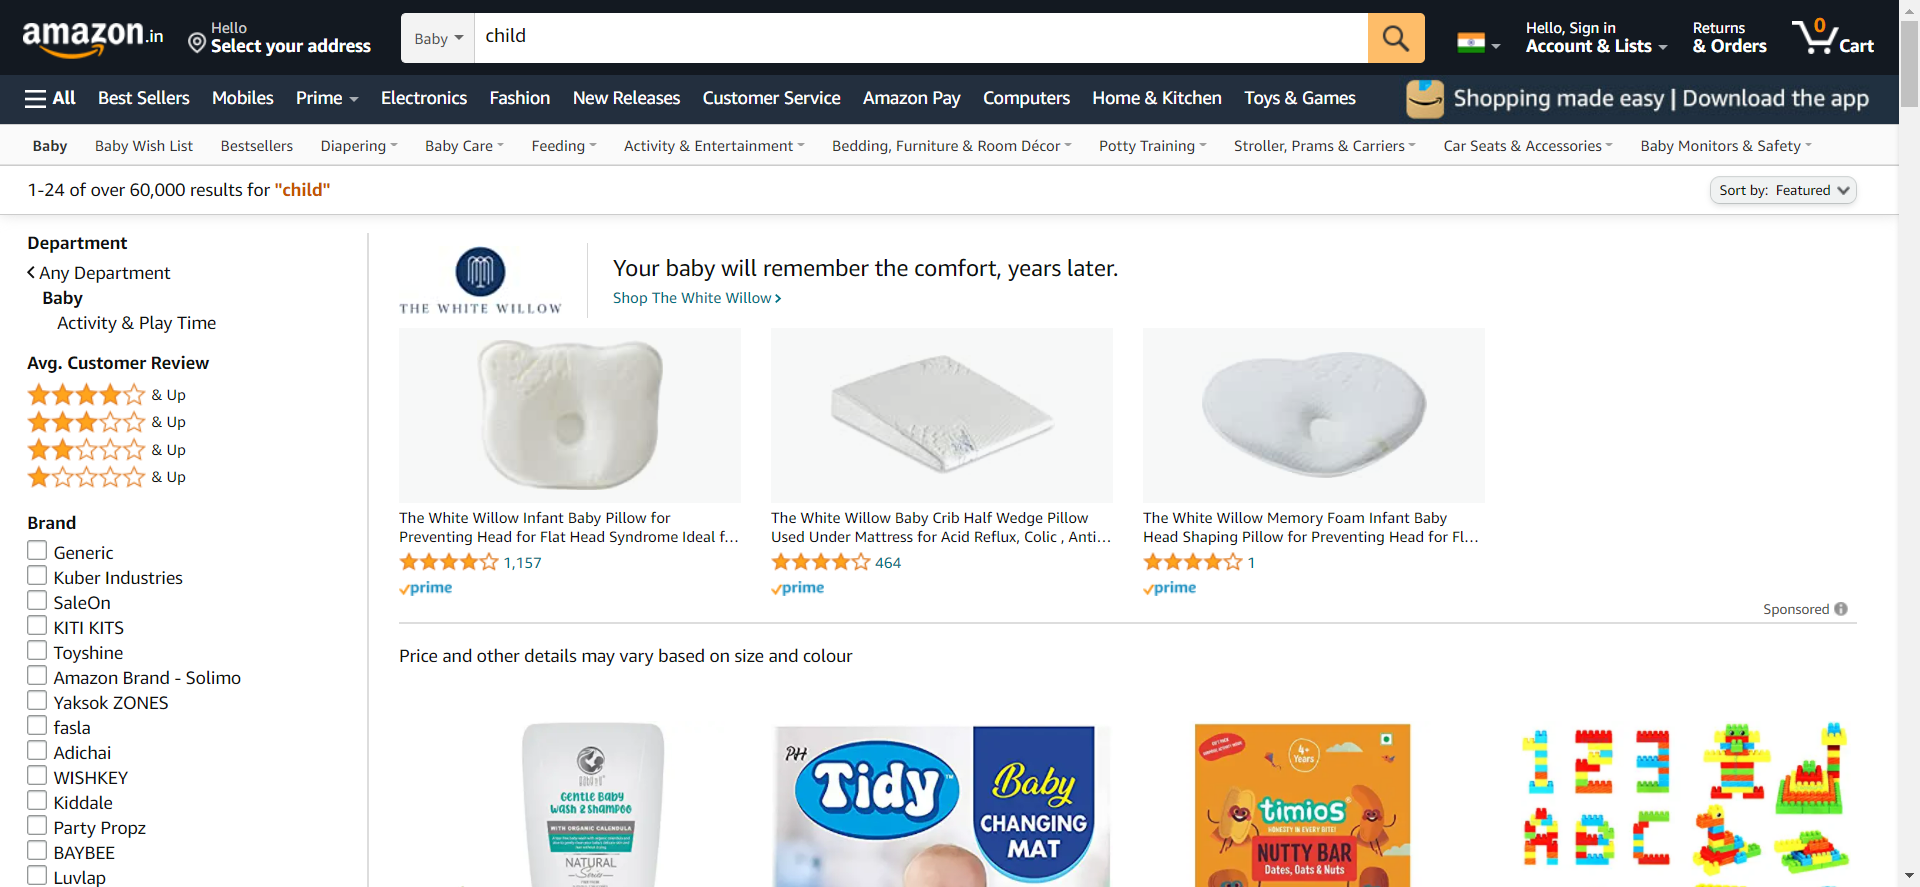 amazon.in
Hello
Select your address
Baby
child
Hello, Sign in
Account & Lists
Returns
& Orders
0
Cart
All
Best Sellers
Mobiles
Prime
Electronics
Fashion
New Releases
Customer Service
Amazon Pay
Computers
Home & Kitchen
Toys & Games
Shopping made easy | Download the app
Baby
Baby Wish List
Bestsellers
Diapering
Baby Care
Feeding
Activity & Entertainment
Bedding, Furniture & Room Décor
Potty Training
Stroller, Prams & Carriers
Car Seats & Accessories
Baby Monitors & Safety
1-24 of over 60,000 results for "child"
Sort by: Featured
Department
Any Department
Baby
Activity & Play Time
Avg. Customer Review
& Up
& Up
& Up
& Up
Brand
Generic
Kuber Industries
SaleOn
KITI KITS
Toyshine
Amazon Brand - Solimo
Yaksok ZONES
fasla
Adichai
WISHKEY
Kiddale
Party Propz
BAYBEE
Luvlap
THE WHITE WILLOW
Your baby will remember the comfort, years later.
Shop The White Willow
The White Willow Infant Baby Pillow for
Preventing Head for Flat Head Syndrome Ideal f...
1,157
prime
The White Willow Baby Crib Half Wedge Pillow
Used Under Mattress for Acid Reflux, Colic , Anti...
464
prime
The White Willow Memory Foam Infant Baby
Head Shaping Pillow for Preventing Head for Fl...
1
prime
Sponsored
Price and other details may vary based on size and colour
GENTLE BABY
WASH & SHAMPOO
WITH ORGANIC CALENDULA
NATURAL
Series
PH
Tidy
Baby
CHANGING
MAT
4+
Years
timios
HONESTY IN EVERY BITE!
NUTTY BAR
Dates, Oats & Nuts
1 2 3
A B C